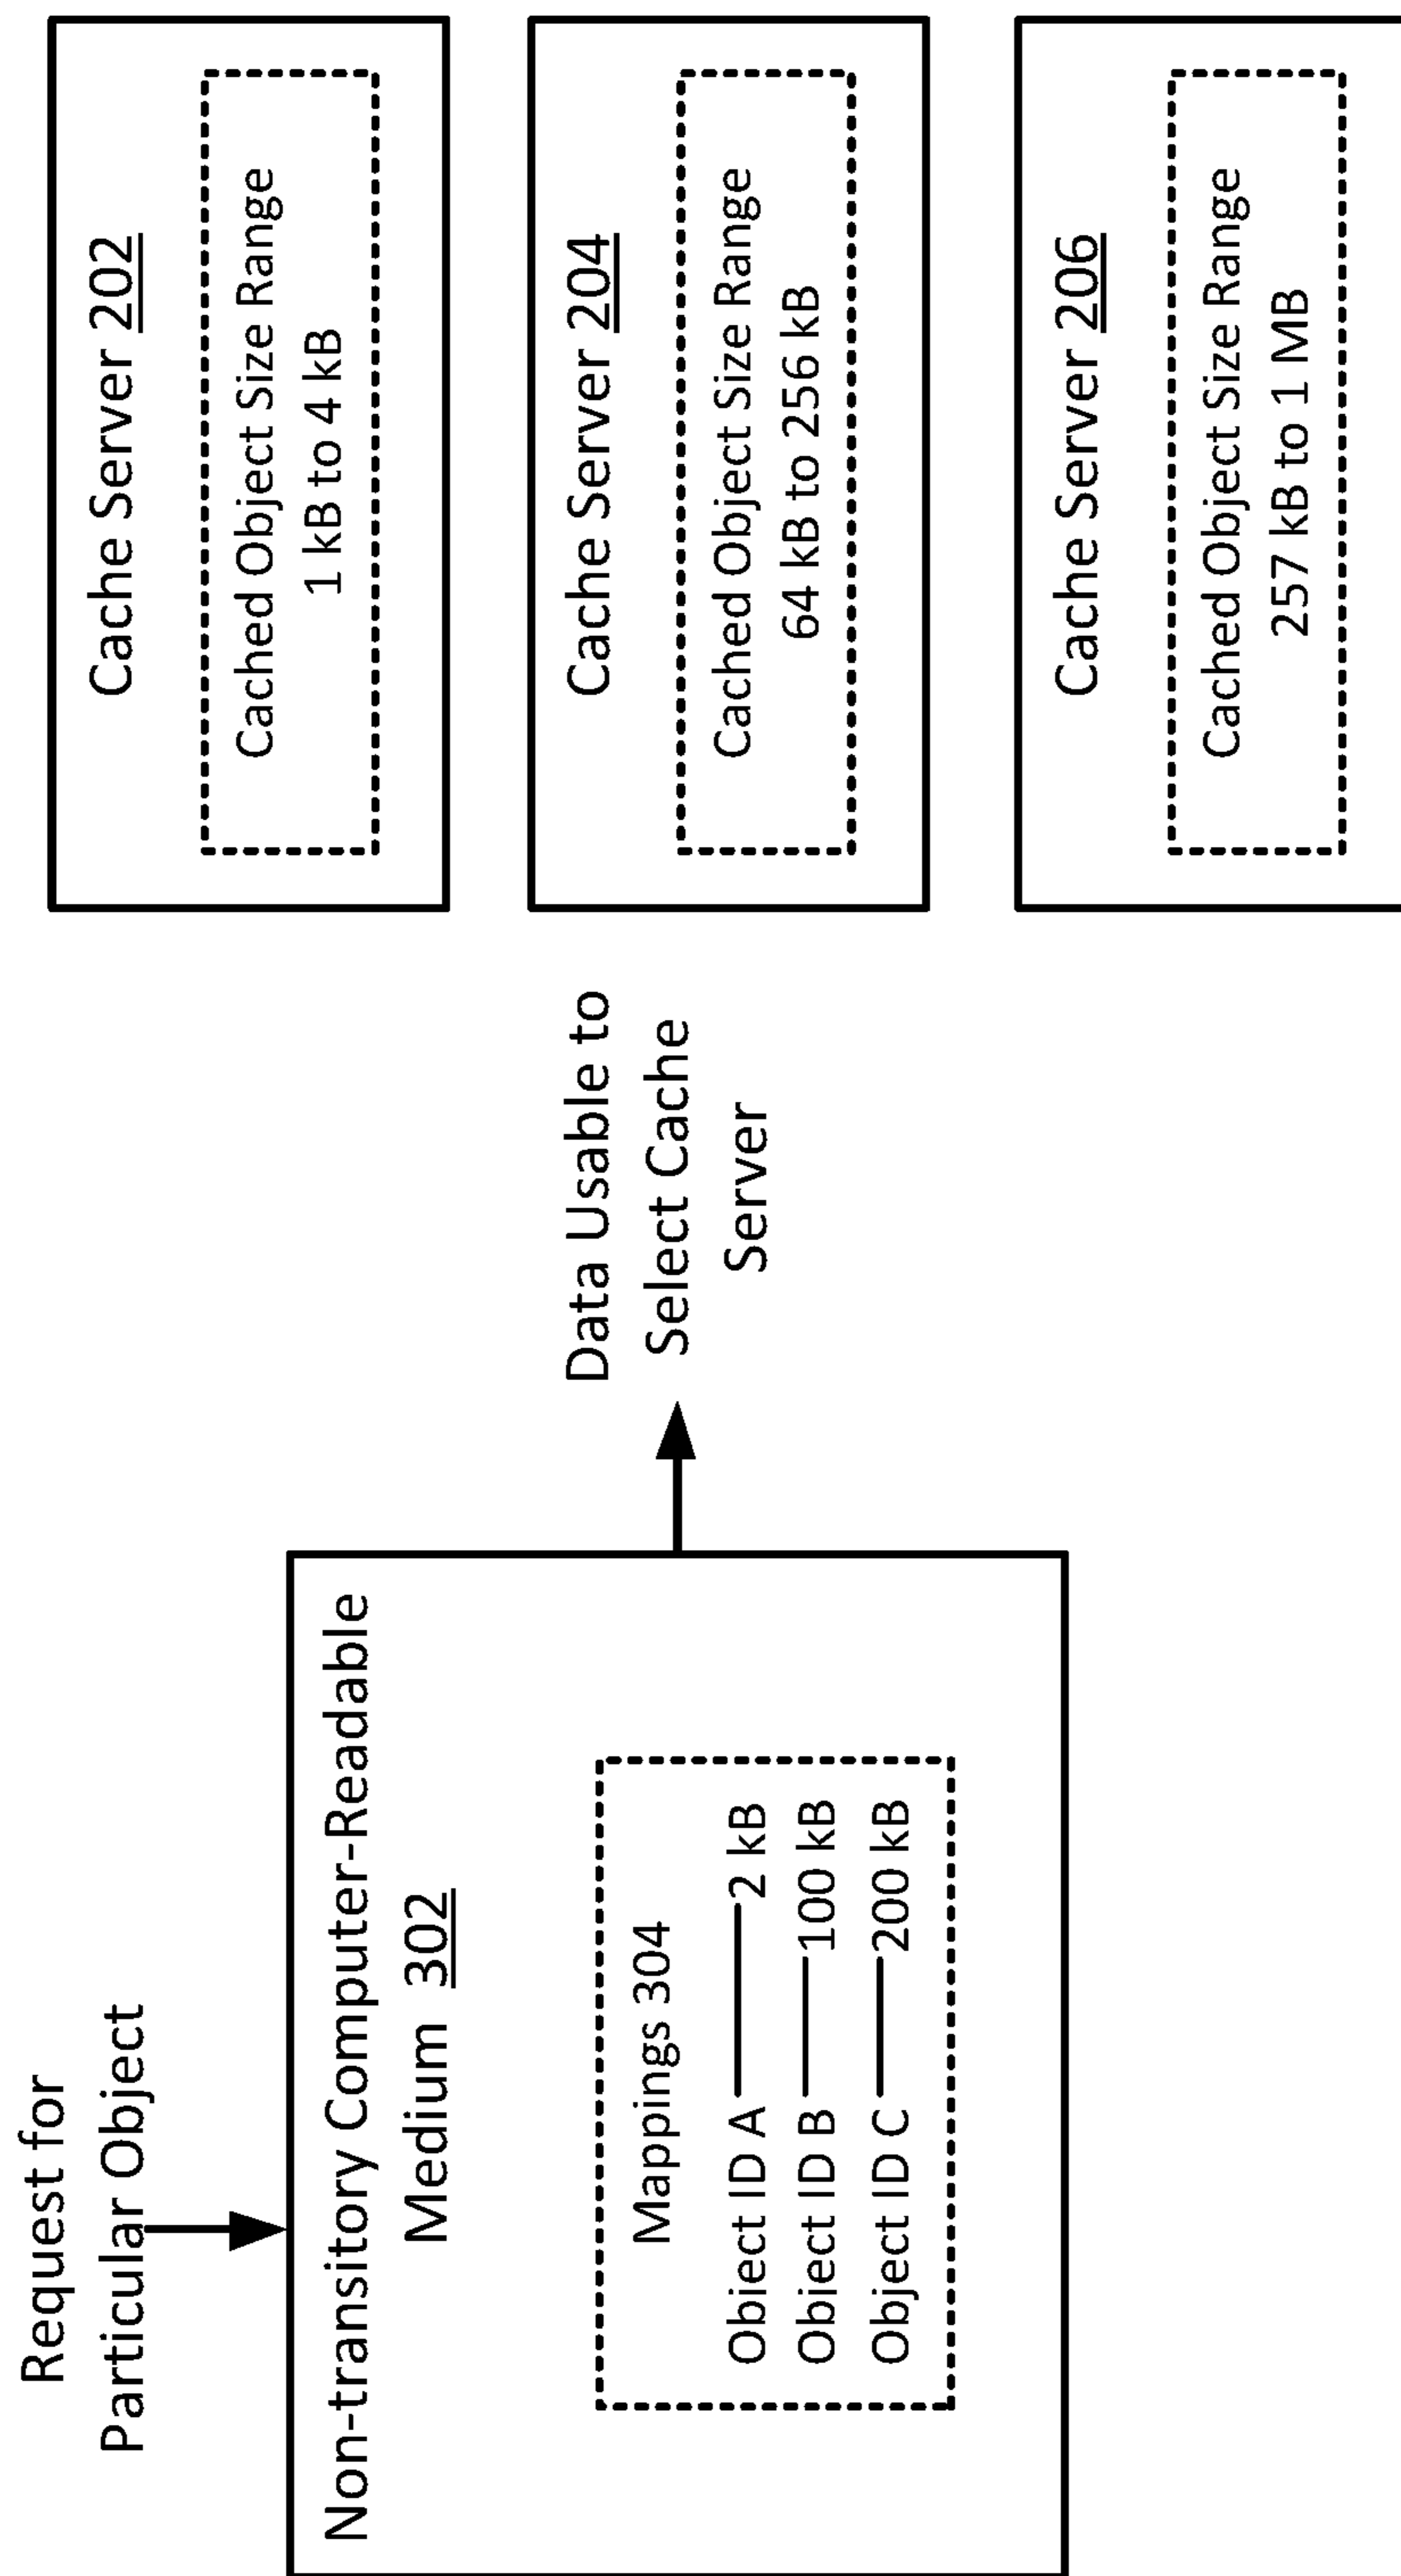 Request for
Particular Object
Non-transitory Computer-Readable
Medium 302
Mappings 304
Object ID A 2 kB
Object ID B 100 kB
Object ID C 200 kB
Data Usable to
Select Cache
Server
Cache Server 202
Cached Object Size Range
1 kB to 4 kB
Cache Server 204
Cached Object Size Range
64 kB to 256 kB
Cache Server 206
Cached Object Size Range
257 kB to 1 MB